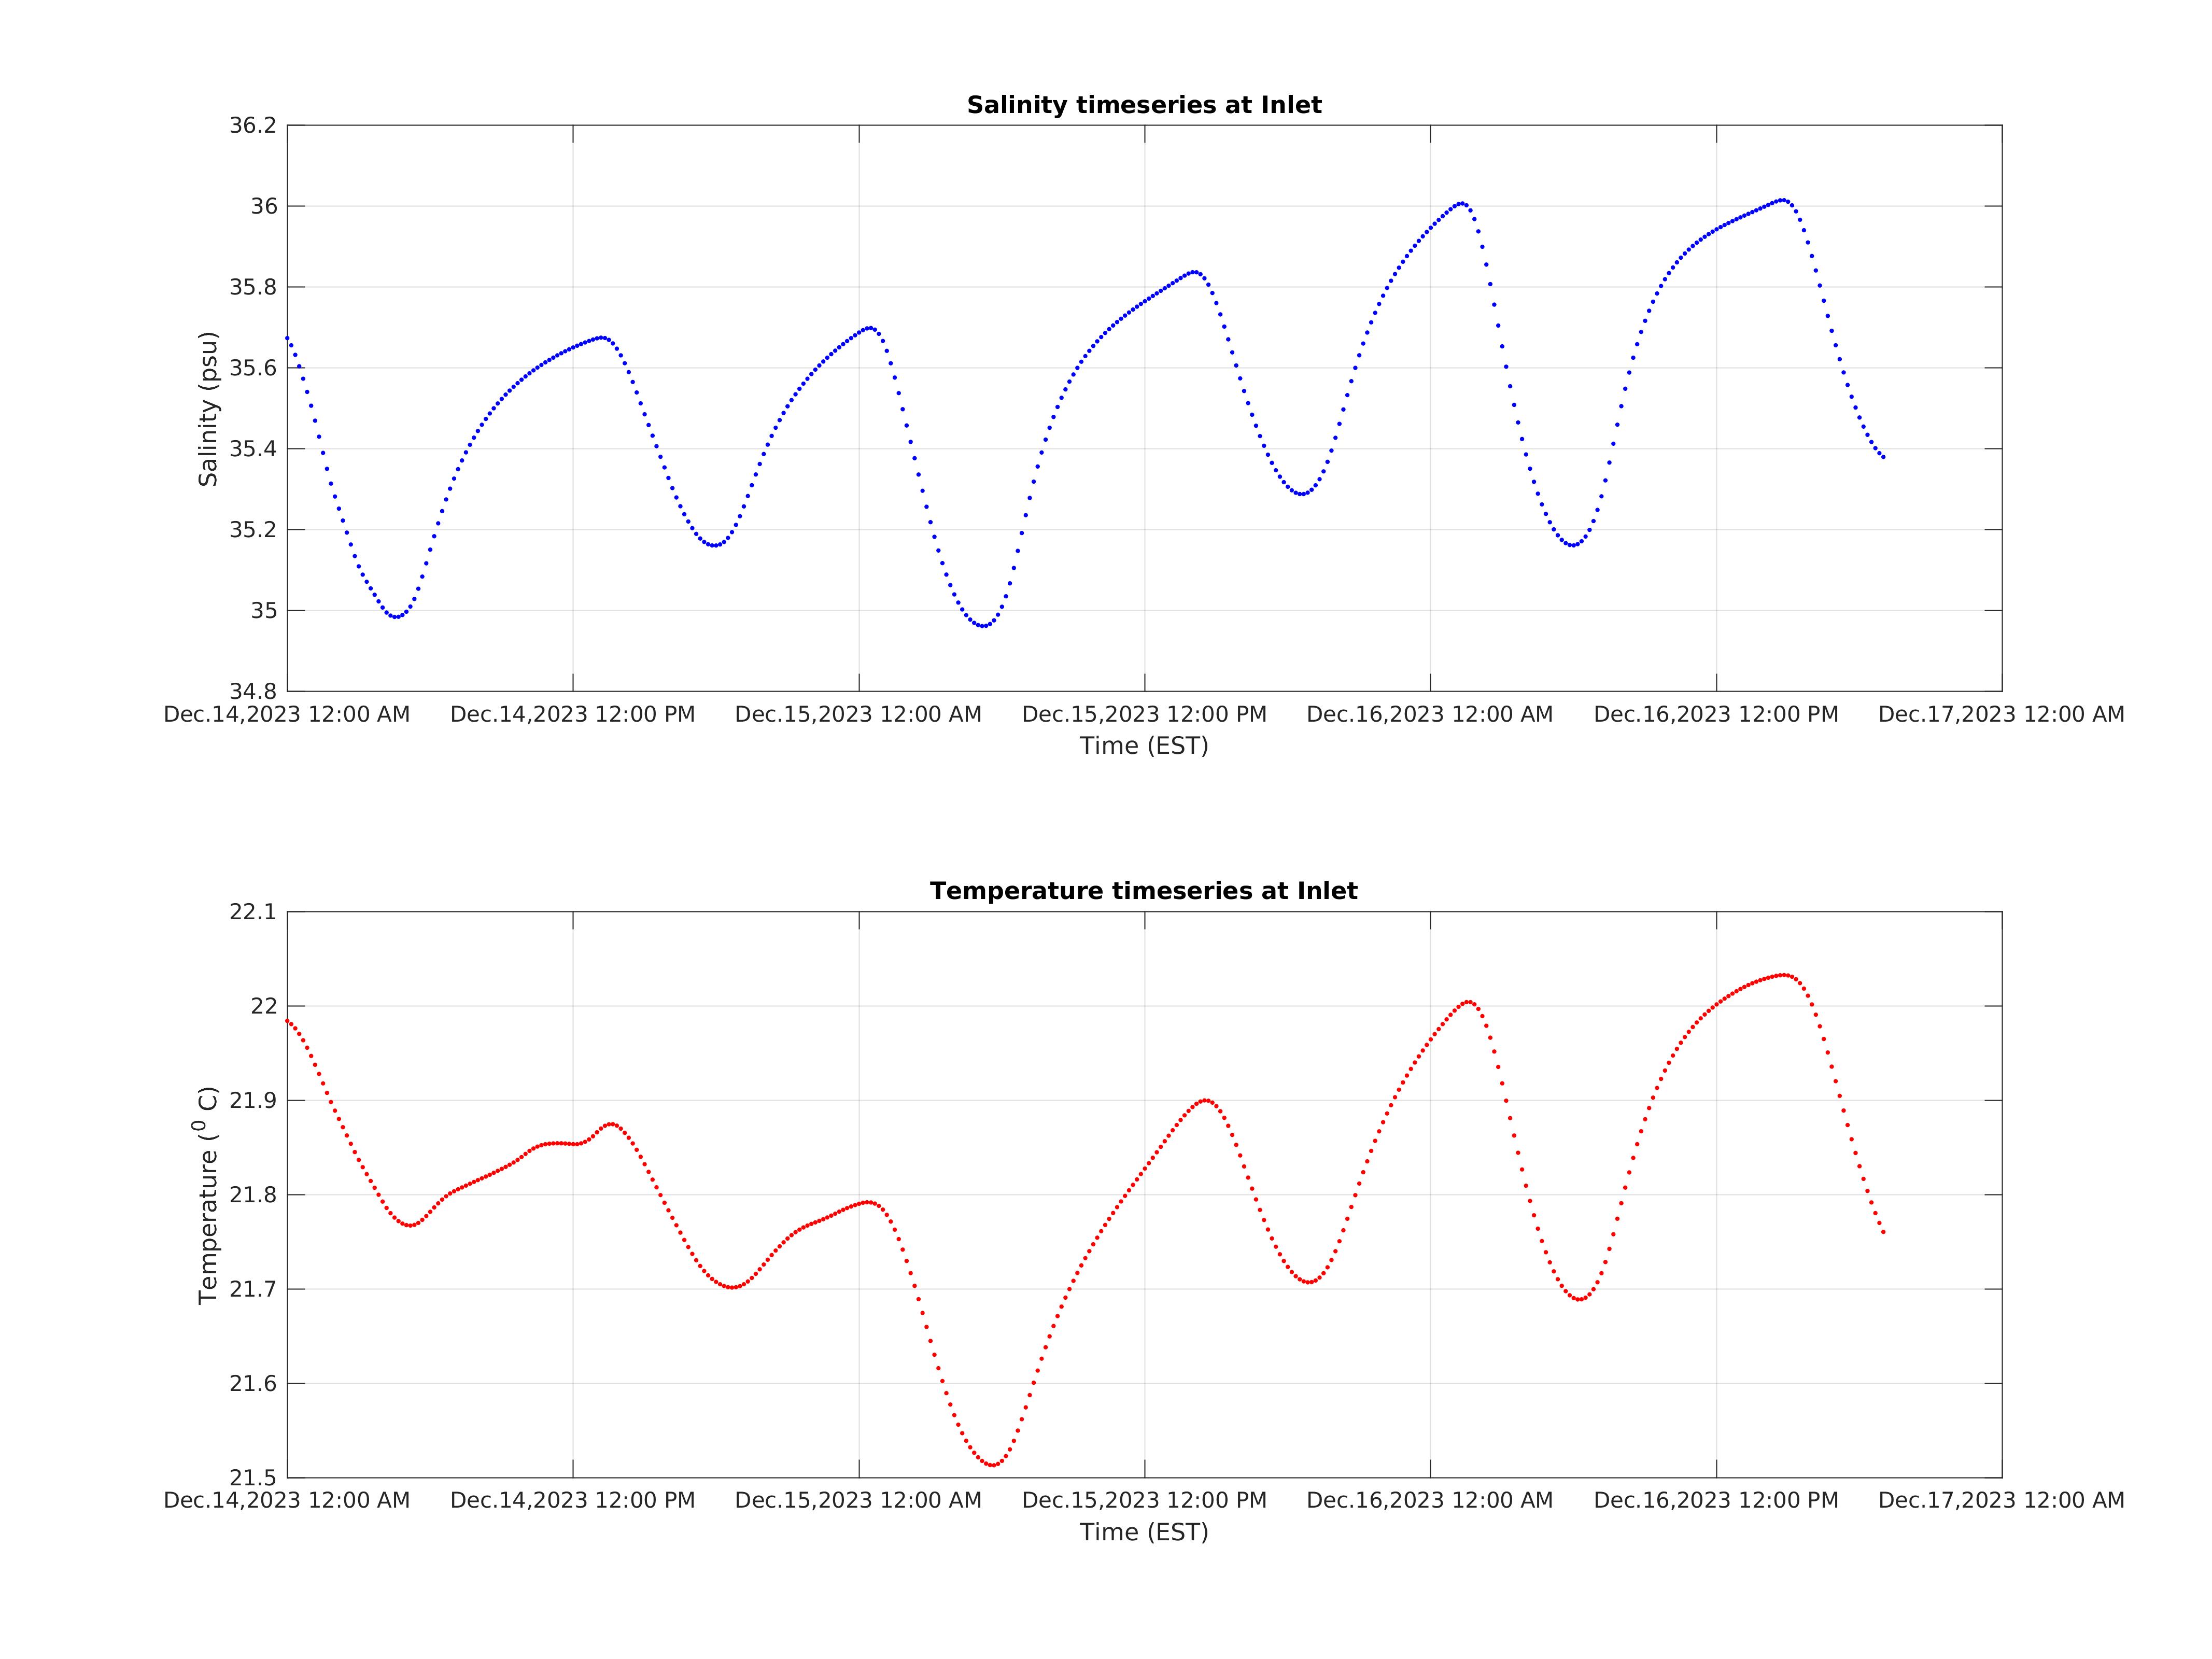 Salinity timeseries at Inlet
36.2
36
35.8
35.6
35.4
35.2
35
34.8
Salinity (psu)
Dec.14,2023 12:00 AM Dec.14,2023 12:00 PM Dec.15,2023 12:00 AM Dec.15,2023 12:00 PM Dec.16,2023 12:00 AM Dec.16,2023 12:00 PM Dec.17,2023 12:00 AM
Time (EST)
Temperature timeseries at Inlet
22.1
22
21.9
21.8
21.7
21.6
21.5
Temperature (⁰ C)
Dec.14,2023 12:00 AM Dec.14,2023 12:00 PM Dec.15,2023 12:00 AM Dec.15,2023 12:00 PM Dec.16,2023 12:00 AM Dec.16,2023 12:00 PM Dec.17,2023 12:00 AM
Time (EST)